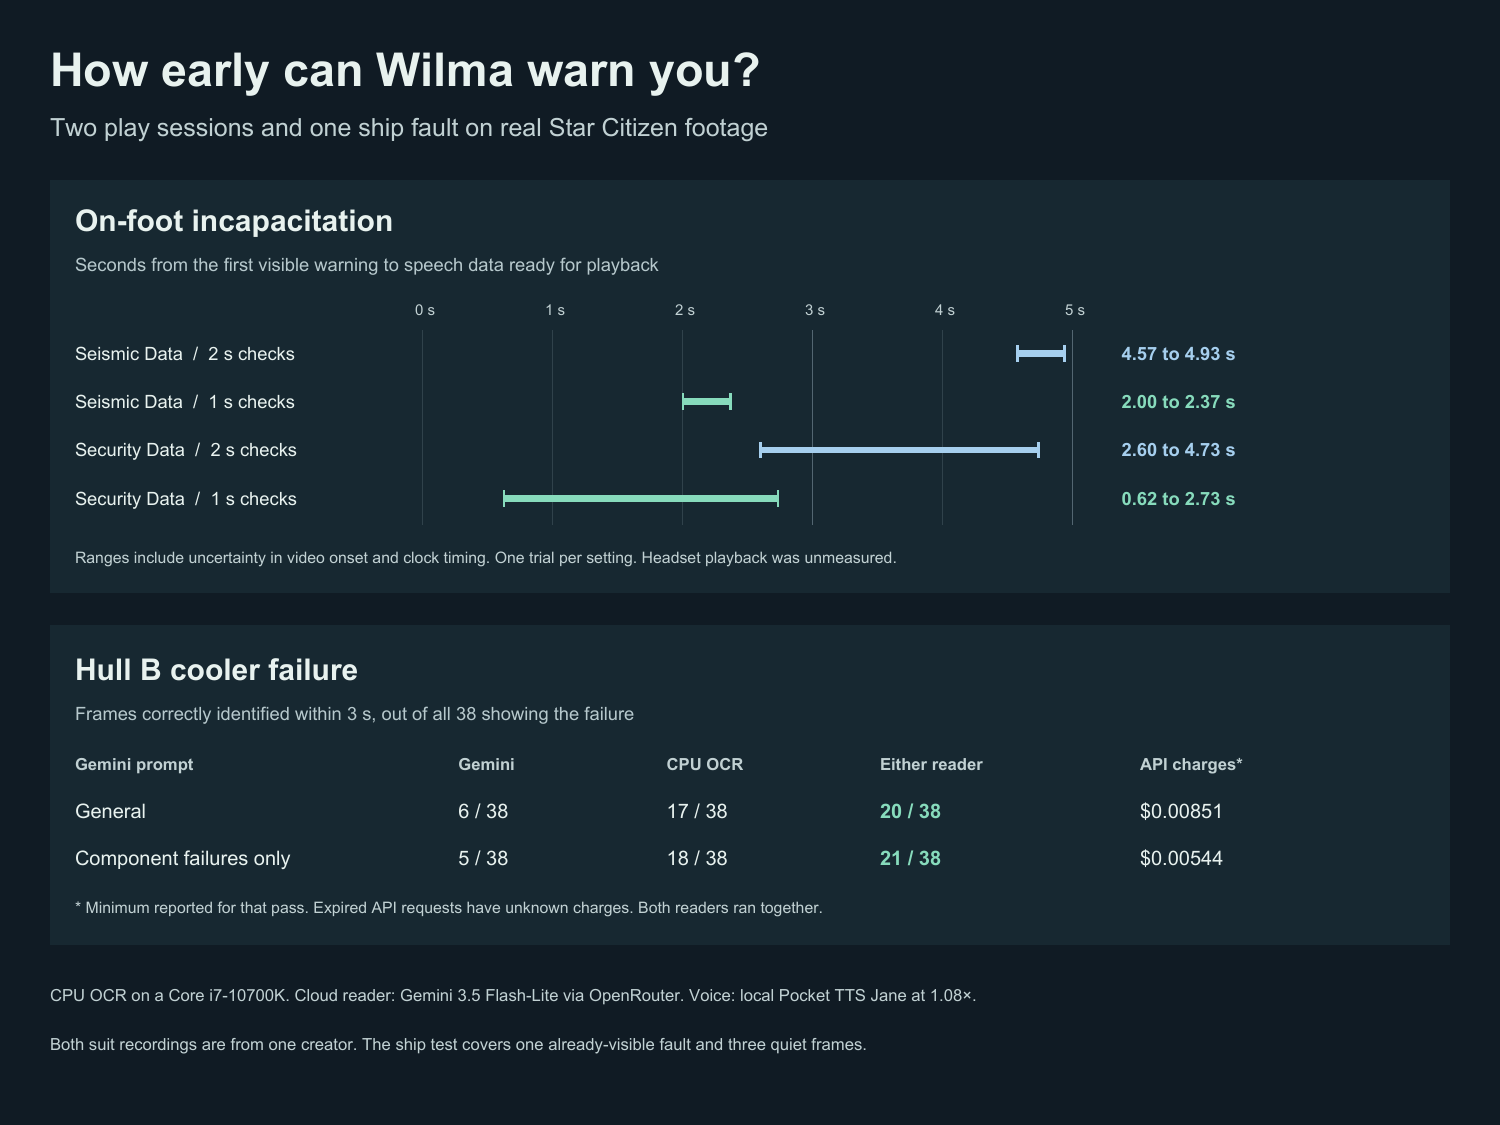 How early can Wilma warn you?
Two play sessions and one ship fault on real Star Citizen footage
On-foot incapacitation
Seconds from the first visible warning to speech data ready for playback
0 s 1 s 2 s 3 s 4 s 5 s
Seismic Data / 2 s checks 4.57 to 4.93 s
Seismic Data / 1 s checks 2.00 to 2.37 s
Security Data / 2 s checks 2.60 to 4.73 s
Security Data / 1 s checks 0.62 to 2.73 s
Ranges include uncertainty in video onset and clock timing. One trial per setting. Headset playback was unmeasured.
Hull B cooler failure
Frames correctly identified within 3 s, out of all 38 showing the failure
Gemini prompt Gemini CPU OCR Either reader API charges*
General 6 / 38 17 / 38 20 / 38 $0.00851
Component failures only 5 / 38 18 / 38 21 / 38 $0.00544
* Minimum reported for that pass. Expired API requests have unknown charges. Both readers ran together.
CPU OCR on a Core i7-10700K. Cloud reader: Gemini 3.5 Flash-Lite via OpenRouter. Voice: local Pocket TTS Jane at 1.08×.
Both suit recordings are from one creator. The ship test covers one already-visible fault and three quiet frames.